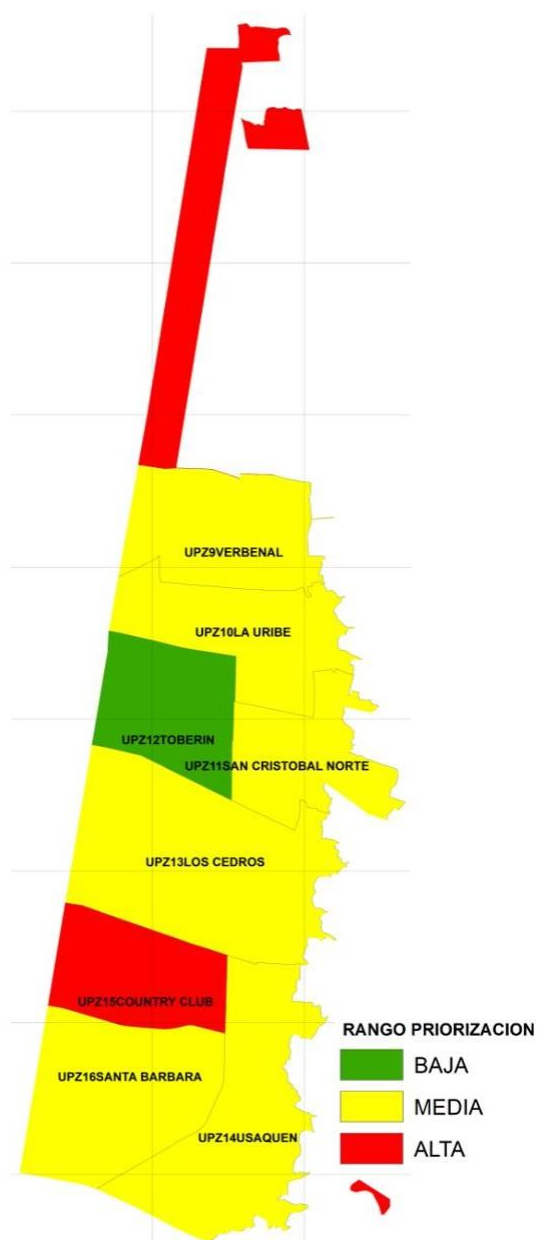 UPZ9VERBENAL
UPZ10LA URIBE
UPZ12TOBERIN
UPZ11SAN CRISTOBAL NORTE
UPZ13LOS CEDROS
UPZ15COUNTRY CLUB
RANGO PRIORIZACION
BAJA
UPZ16SANTA BARBARA
MEDIA
UPZ14USAQUEN
ALTA